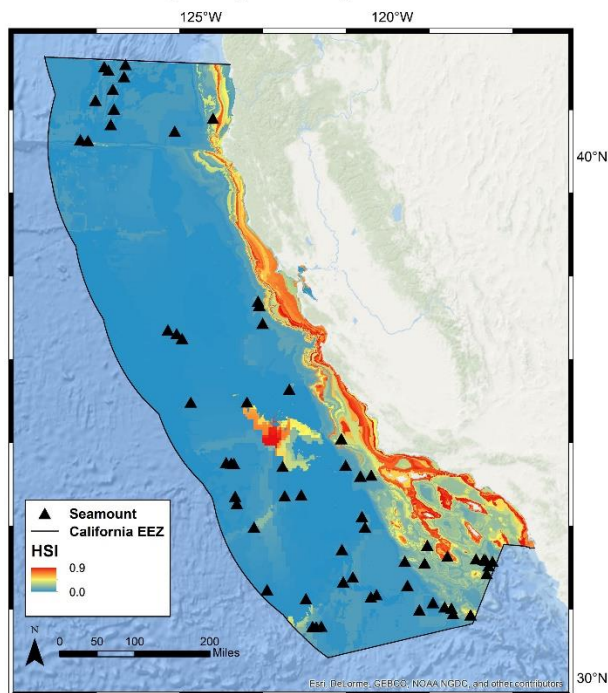 125°W 120°W
40°N
Seamount
California EEZ
HSI
0.9
0.0
N
0 50 100 200
Miles
30°N
Esri, DeLorme, GEBCO, NOAA NGDC, and other contributors